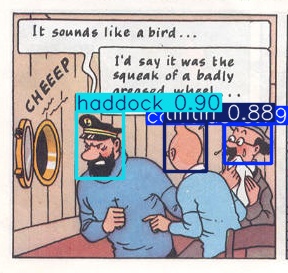 It sounds like a bird...
I'd say it was the
squeak of a badly
greased wheel...
CHEEEP
haddock 0.90
tintin 0.88